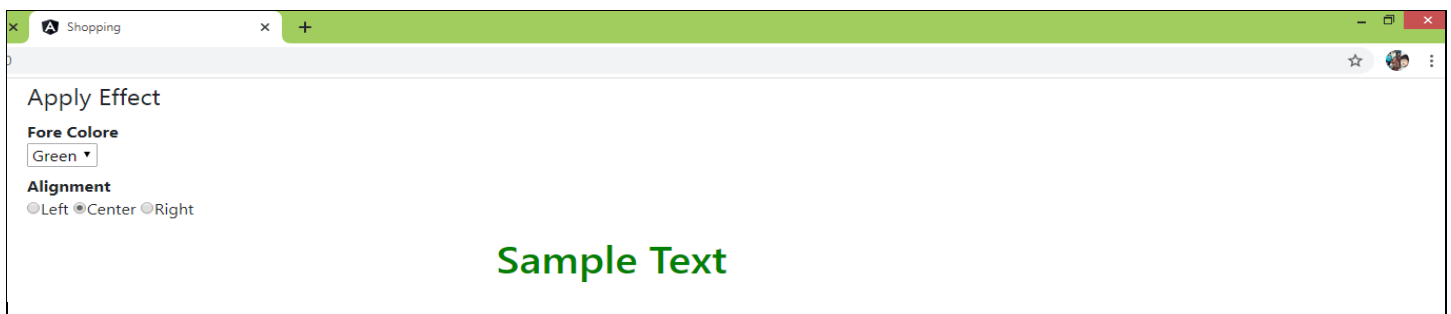 Shopping
Apply Effect
Fore Colore
Green
Alignment
Left Center Right
Sample Text